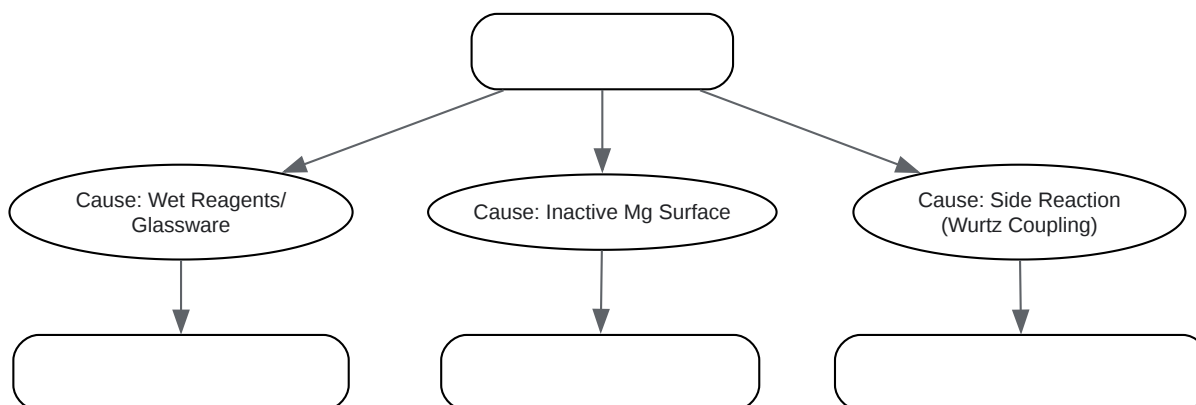 Cause: Wet Reagents/
Glassware
Cause: Inactive Mg Surface
Cause: Side Reaction
(Wurtz Coupling)